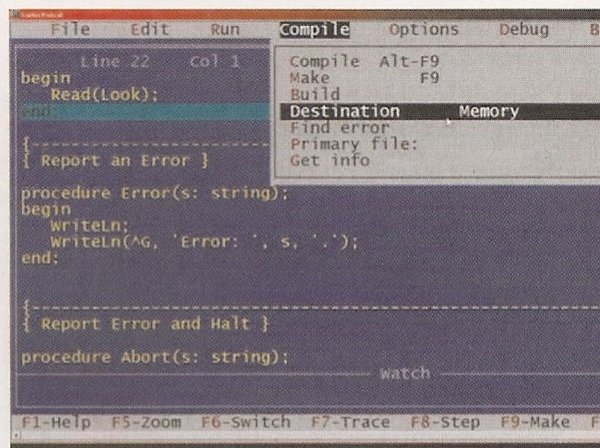 File Edit Run Compile Options Debug B
Line 22 Col 1
Compile Alt-F9
Make F9
Build
Destination Memory
Find error
Primary file:
Get info
begin
Read(Look);
end;
{--------------------------------------------------------------
{ Report an Error }
procedure Error(s: string);
begin
WriteLn;
WriteLn(^G, `Error: `, s, `.`);
end;
{--------------------------------------------------------------
{ Report Error and Halt }
procedure Abort(s: string);
Watch
F1-Help F5-Zoom F6-Switch F7-Trace F8-Step F9-Make F